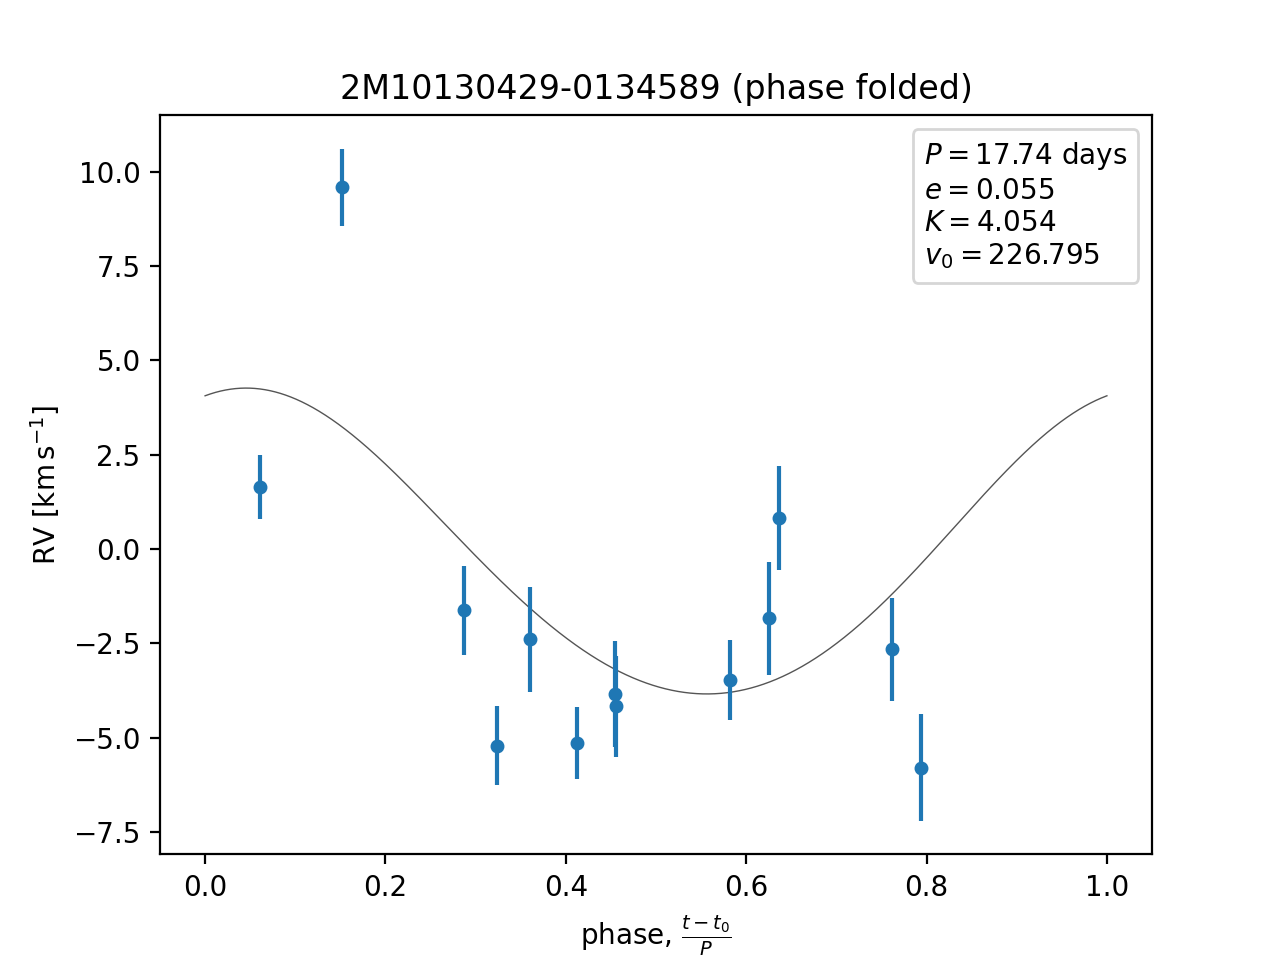 2M10130429-0134589 (phase folded)
P = 17.74 days
e = 0.055
K = 4.054
v₀ = 226.795
10.0
7.5
5.0
2.5
0.0
−2.5
−5.0
−7.5
RV [km s⁻¹]
0.0 0.2 0.4 0.6 0.8 1.0
phase, (t − t₀)/P